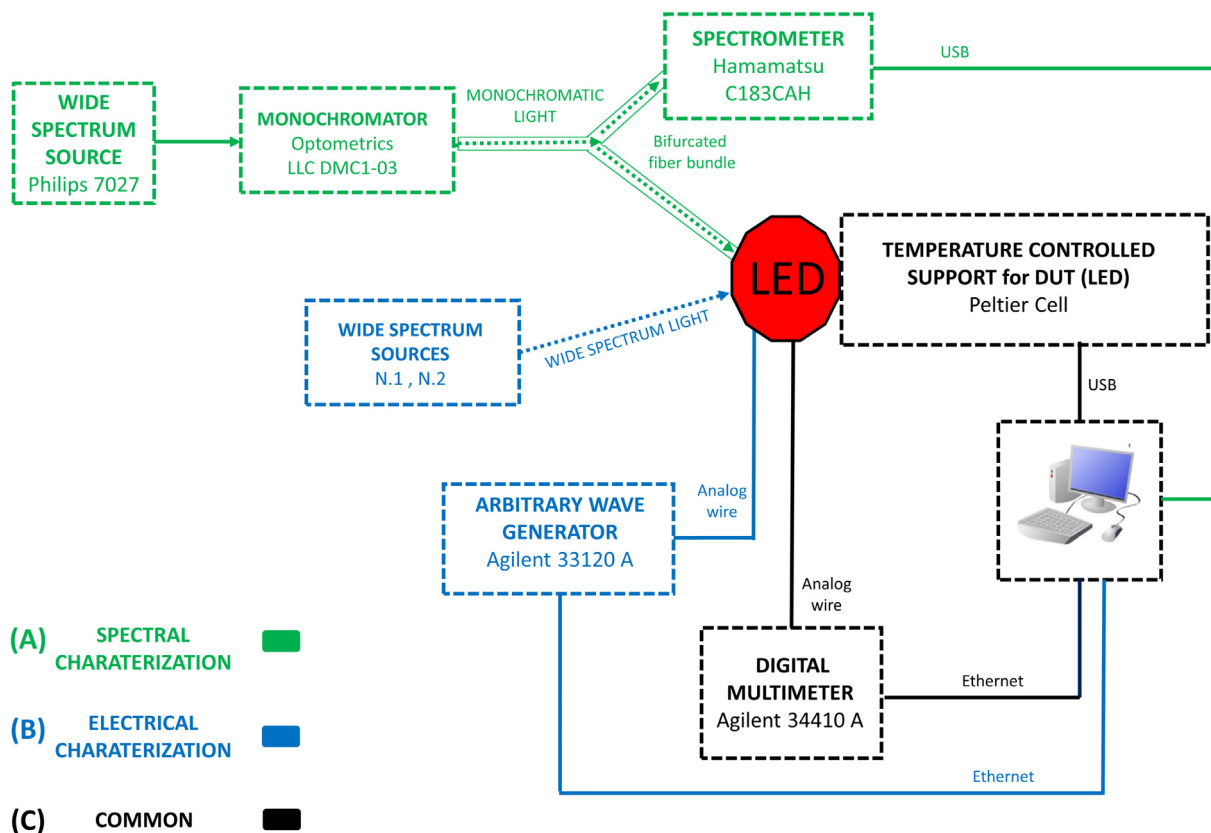 SPECTROMETER
Hamamatsu
C183CAH
USB
WIDE
SPECTRUM
SOURCE
Philips 7027
MONOCHROMATOR
Optometrics
LLC DMC1-03
MONOCHROMATIC
LIGHT
Bifurcated
fiber bundle
LED
TEMPERATURE CONTROLLED
SUPPORT for DUT (LED)
Peltier Cell
WIDE SPECTRUM
SOURCES
N.1 , N.2
WIDE SPECTRUM LIGHT
USB
ARBITRARY WAVE
GENERATOR
Agilent 33120 A
Analog
wire
Analog
wire
DIGITAL
MULTIMETER
Agilent 34410 A
Ethernet
Ethernet
(A) SPECTRAL
CHARATERIZATION
(B) ELECTRICAL
CHARATERIZATION
(C) COMMON